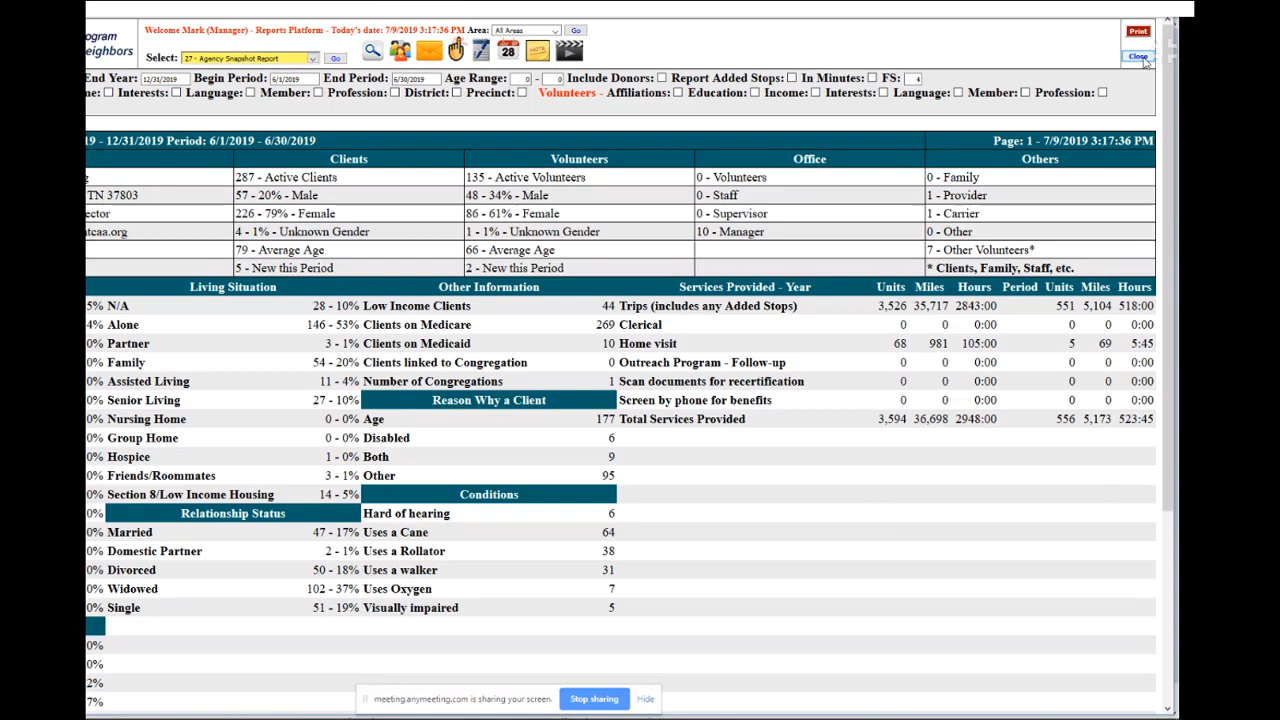 ogram Welcome Mark (Manager) - Reports Platform - Today's date: 7/9/2019 3:17:36 PM Area: All Areas Go Print
eighbors Select: 27 - Agency Snapshot Report Go 28 NOTE Close
End Year: 12/31/2019 Begin Period: 6/1/2019 End Period: 6/30/2019 Age Range: 0 - 0 Include Donors: Report Added Stops: In Minutes: FS: 4
me: Interests: Language: Member: Profession: District: Precinct: Volunteers - Affiliations: Education: Income: Interests: Language: Member: Profession:
19 - 12/31/2019 Period: 6/1/2019 - 6/30/2019 Page: 1 - 7/9/2019 3:17:36 PM
Clients Volunteers Office Others
g 287 - Active Clients 135 - Active Volunteers 0 - Volunteers 0 - Family
TN 37803 57 - 20% - Male 48 - 34% - Male 0 - Staff 1 - Provider
ector 226 - 79% - Female 86 - 61% - Female 0 - Supervisor 1 - Carrier
ntcaa.org 4 - 1% - Unknown Gender 1 - 1% - Unknown Gender 10 - Manager 0 - Other
79 - Average Age 66 - Average Age 7 - Other Volunteers*
5 - New this Period 2 - New this Period * Clients, Family, Staff, etc.
Living Situation Other Information Services Provided - Year Units Miles Hours Period Units Miles Hours
5% N/A 28 - 10% Low Income Clients 44 Trips (includes any Added Stops) 3,526 35,717 2843:00 551 5,104 518:00
4% Alone 146 - 53% Clients on Medicare 269 Clerical 0 0 0:00 0 0 0:00
0% Partner 3 - 1% Clients on Medicaid 10 Home visit 68 981 105:00 5 69 5:45
0% Family 54 - 20% Clients linked to Congregation 0 Outreach Program - Follow-up 0 0 0:00 0 0 0:00
0% Assisted Living 11 - 4% Number of Congregations 1 Scan documents for recertification 0 0 0:00 0 0 0:00
0% Senior Living 27 - 10% Reason Why a Client Screen by phone for benefits 0 0 0:00 0 0 0:00
0% Nursing Home 0 - 0% Age 177 Total Services Provided 3,594 36,698 2948:00 556 5,173 523:45
0% Group Home 0 - 0% Disabled 6
0% Hospice 1 - 0% Both 9
0% Friends/Roommates 3 - 1% Other 95
0% Section 8/Low Income Housing 14 - 5% Conditions
0% Relationship Status Hard of hearing 6
0% Married 47 - 17% Uses a Cane 64
0% Domestic Partner 2 - 1% Uses a Rollator 38
0% Divorced 50 - 18% Uses a walker 31
0% Widowed 102 - 37% Uses Oxygen 7
0% Single 51 - 19% Visually impaired 5
0%
0%
2%
7%
meeting.anymeeting.com is sharing your screen. Stop sharing Hide